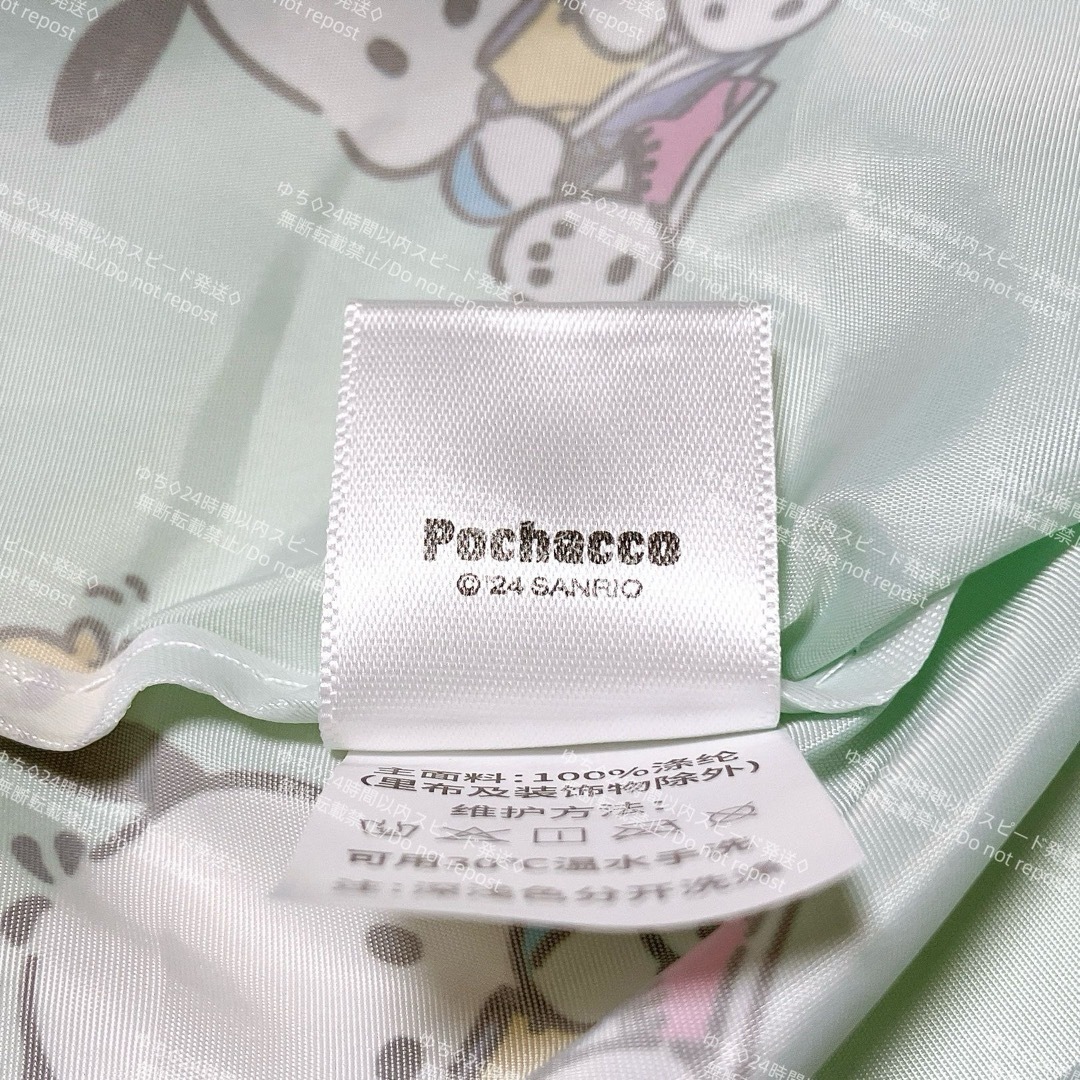 ゆち◇24時間以内スピード発送◇
無断転載禁止/Do not repost
Pochacco
©'24 SANRIO
主面料:100%涤纶
(里布及装饰物除外)
维护方法:
可用30°C温水手洗
注:深浅色分开洗涤